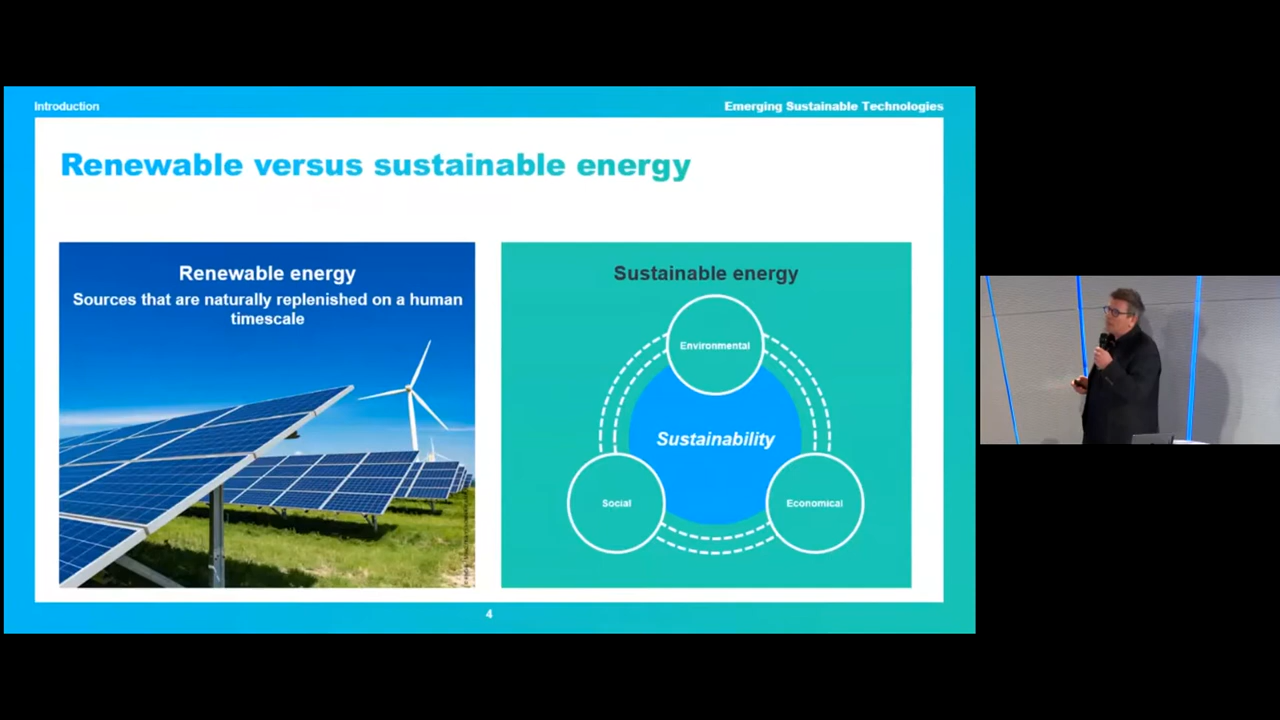 Introduction
Emerging Sustainable Technologies
Renewable versus sustainable energy
Renewable energy
Sources that are naturally replenished on a human
timescale
Sustainable energy
Environmental
Sustainability
Social
Economical
4